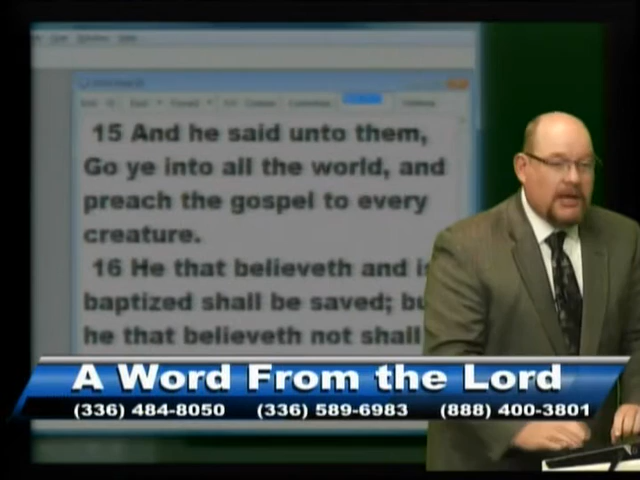 15 And he said unto them,
Go ye into all the world, and
preach the gospel to every
creature.
16 He that believeth and
baptized shall be saved;
he that believeth not shall
A Word From the Lord
(336) 484-8050 (336) 589-6983 (888) 400-3801